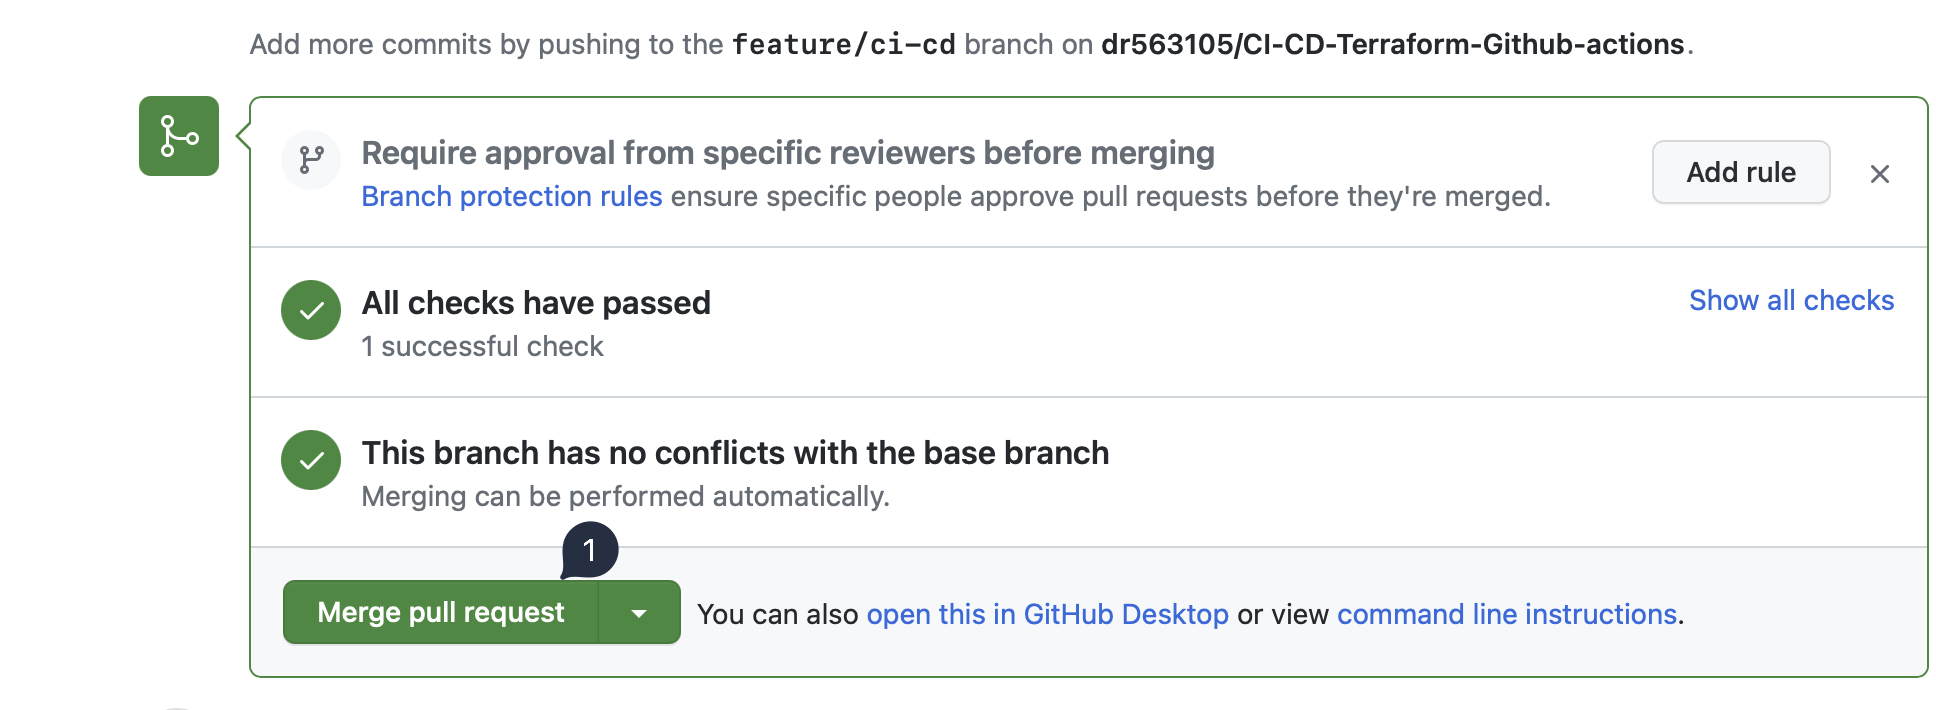 Add more commits by pushing to the feature/ci-cd branch on dr563105/CI-CD-Terraform-Github-actions.
Require approval from specific reviewers before merging
Branch protection rules ensure specific people approve pull requests before they're merged.
Add rule
All checks have passed
1 successful check
Show all checks
This branch has no conflicts with the base branch
Merging can be performed automatically.
1
Merge pull request
You can also open this in GitHub Desktop or view command line instructions.